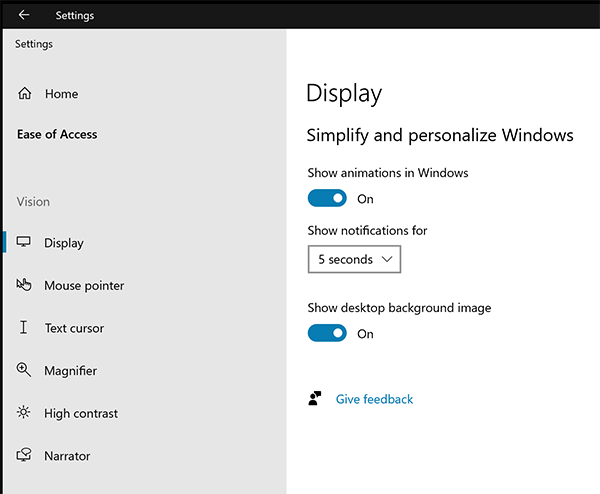 Settings
Settings
Home
Ease of Access
Vision
Display
Mouse pointer
Text cursor
Magnifier
High contrast
Narrator
Display
Simplify and personalize Windows
Show animations in Windows
On
Show notifications for
5 seconds
Show desktop background image
On
Give feedback